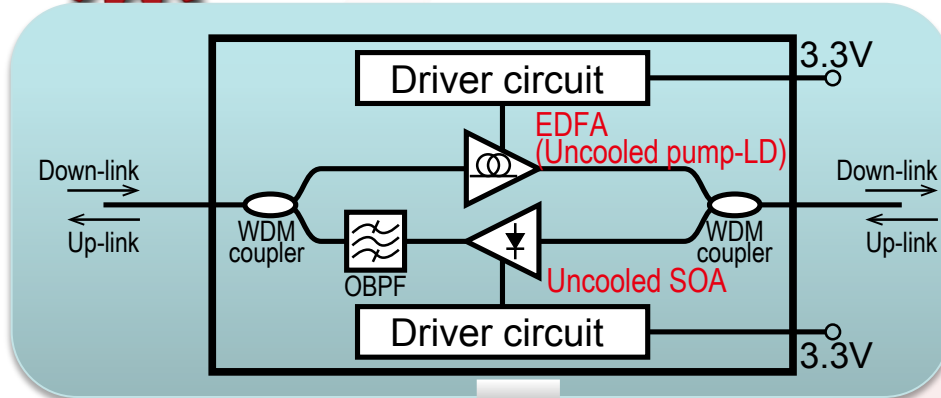 3.3V
Driver circuit
EDFA
(Uncooled pump-LD)
Down-link
Up-link
WDM
coupler
OBPF
Uncooled SOA
WDM
coupler
Down-link
Up-link
Driver circuit
3.3V